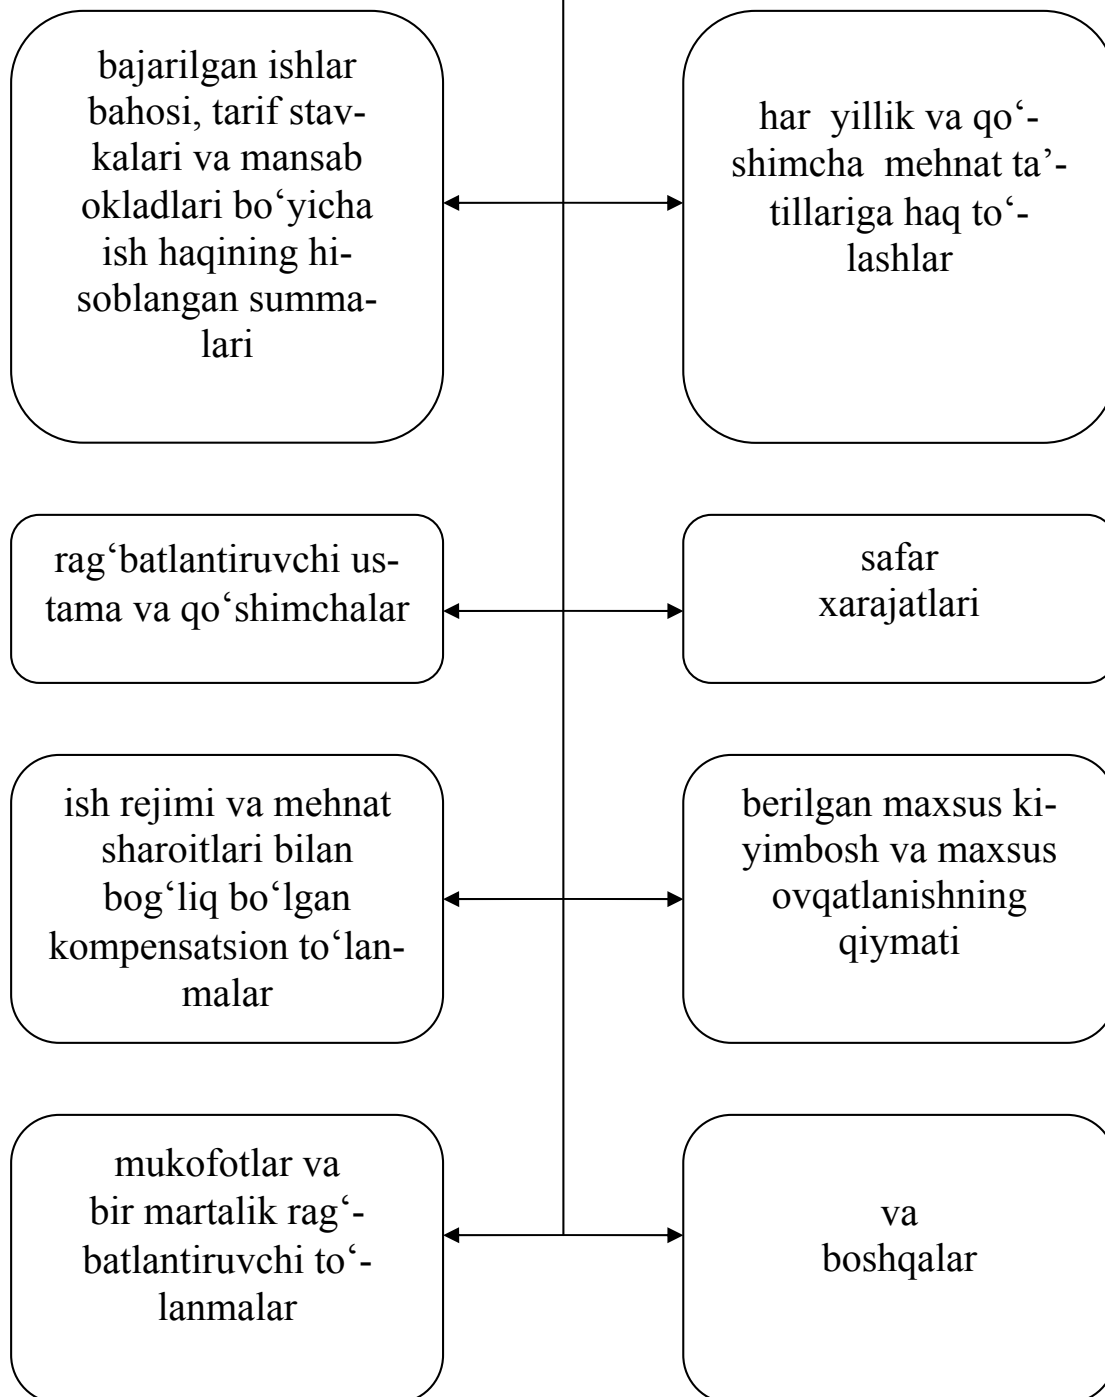 bajarilgan ishlar
bahosi, tarif stav-
kalari va mansab
okladlari bo‘yicha
ish haqining hi-
soblangan summa-
lari
har yillik va qo‘-
shimcha mehnat ta’-
tillariga haq to‘-
lashlar
rag‘batlantiruvchi us-
tama va qo‘shimchalar
safar
xarajatlari
ish rejimi va mehnat
sharoitlari bilan
bog‘liq bo‘lgan
kompensatsion to‘lan-
malar
berilgan maxsus ki-
yimbosh va maxsus
ovqatlanishning
qiymati
mukofotlar va
bir martalik rag‘-
batlantiruvchi to‘-
lanmalar
va
boshqalar